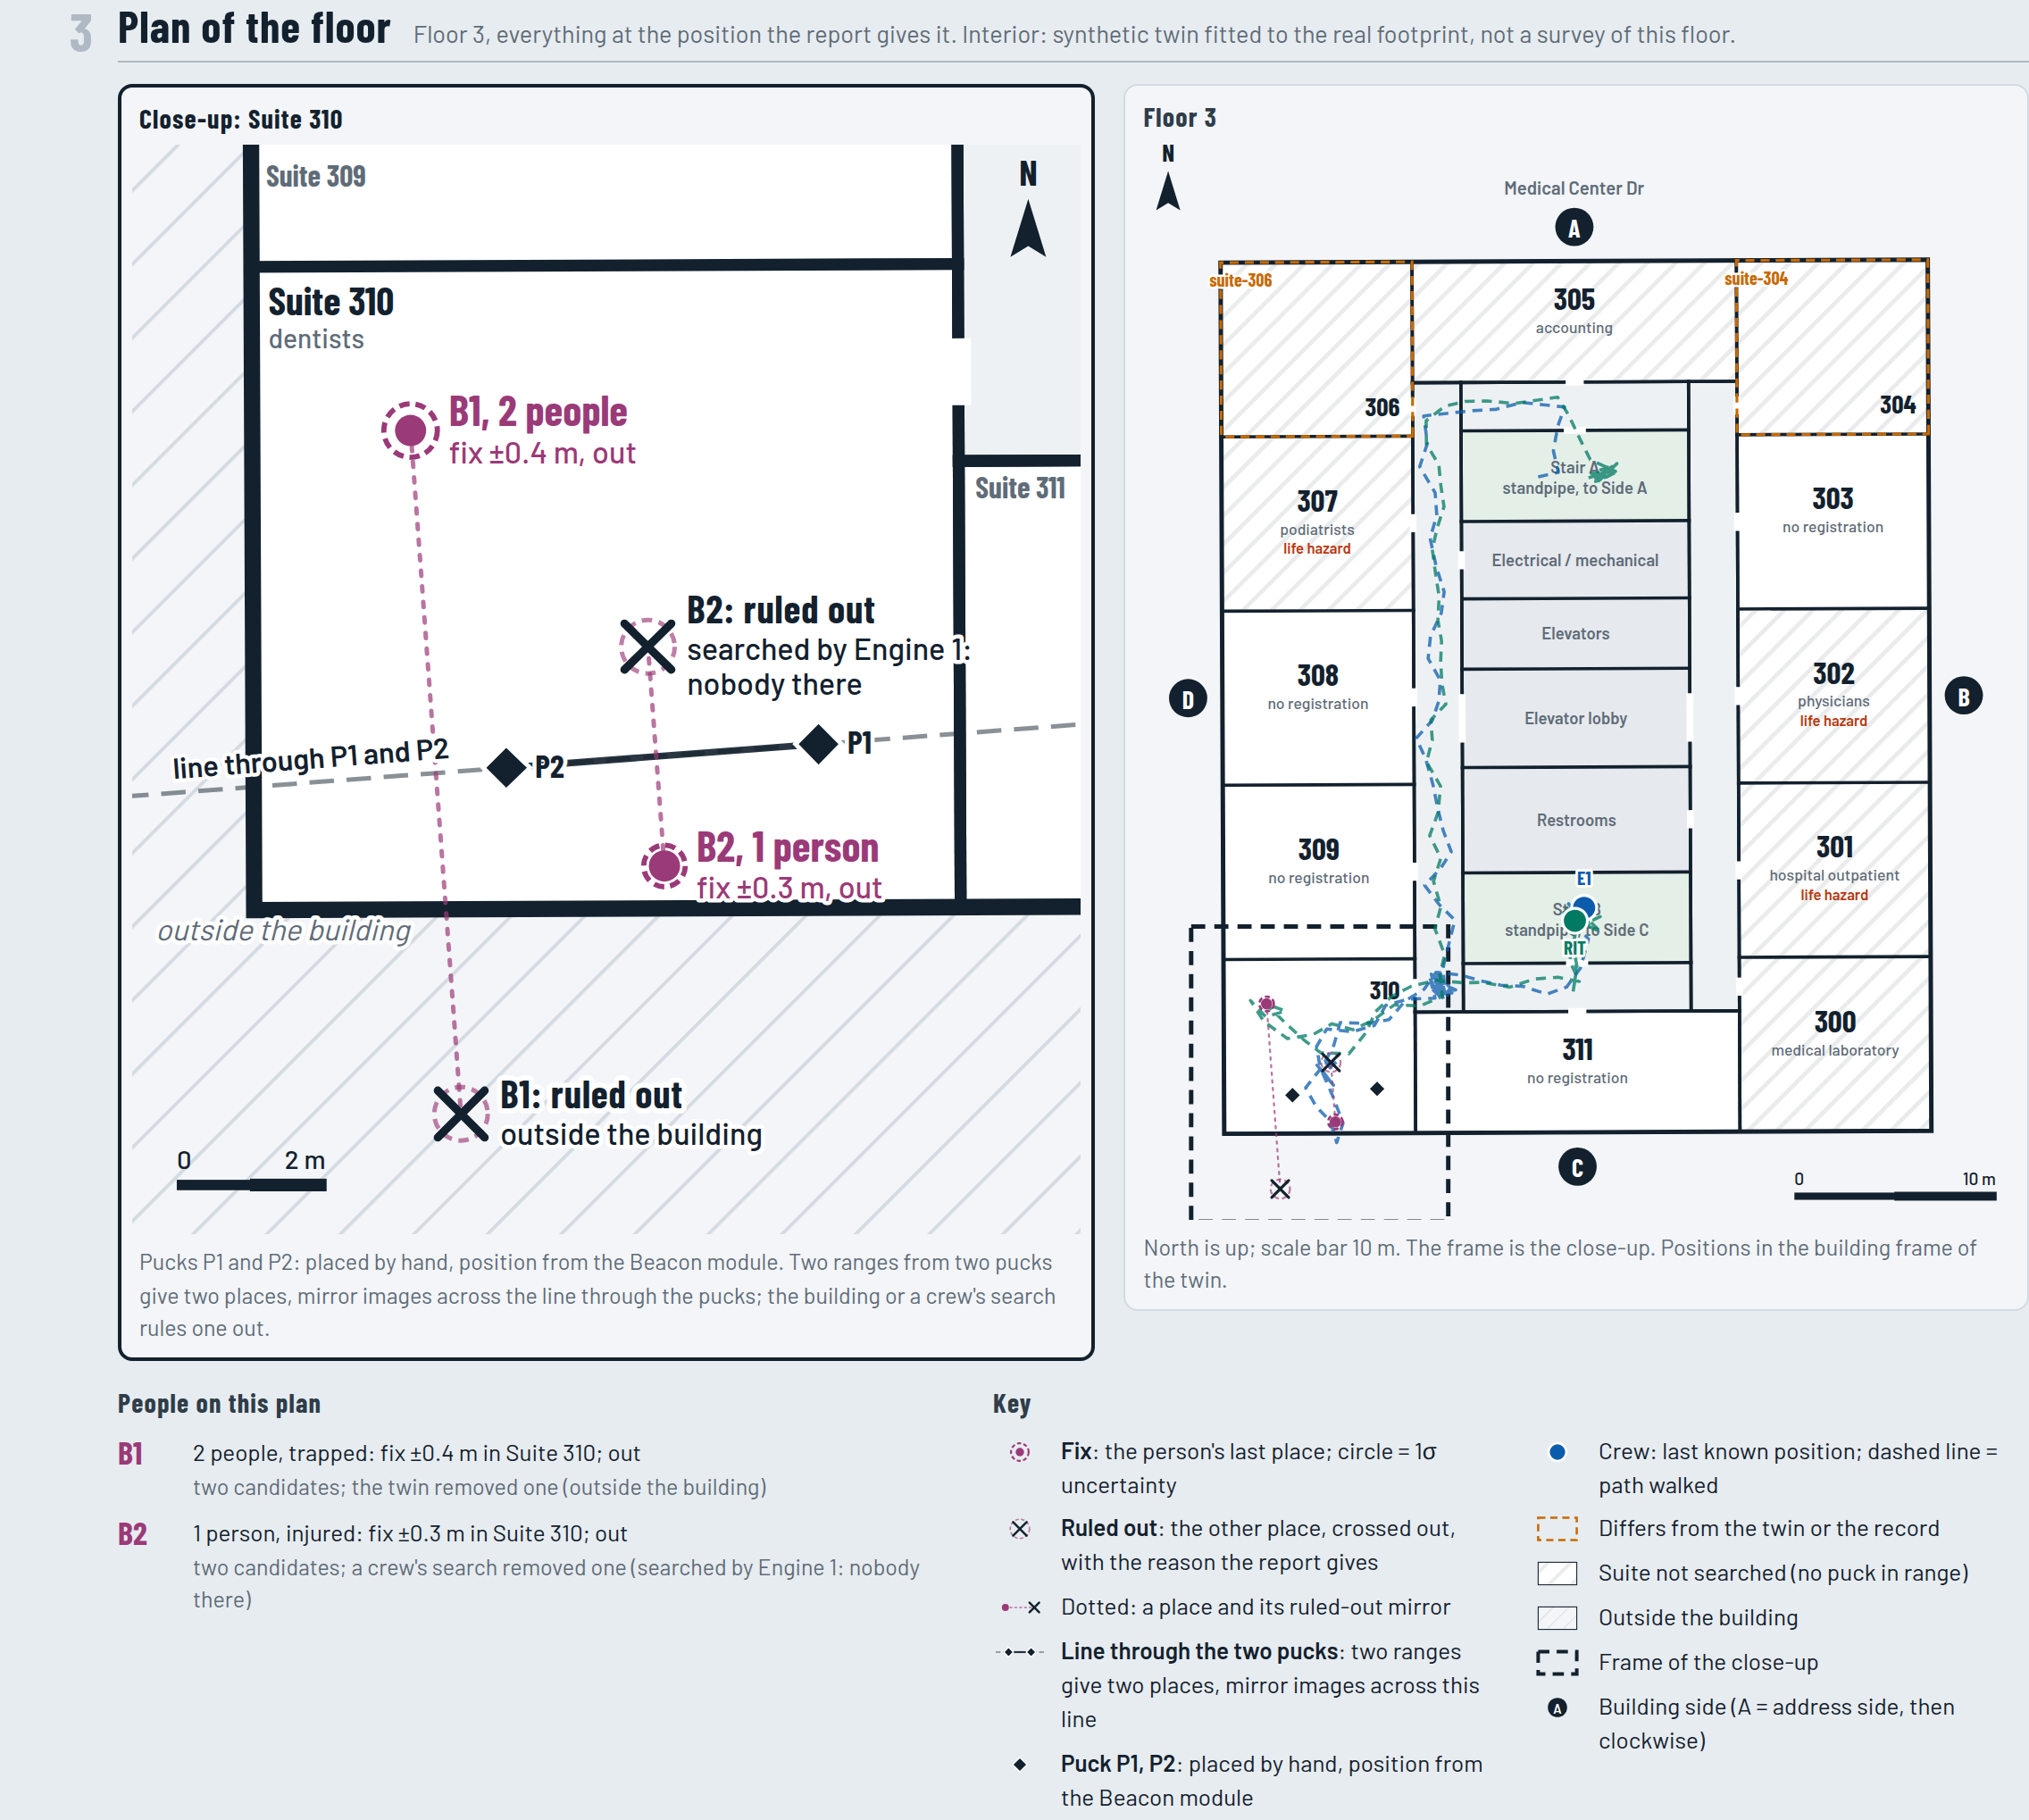 3 Plan of the floor Floor 3, everything at the position the report gives it. Interior: synthetic twin fitted to the real footprint, not a survey of this floor.
Close-up: Suite 310
Suite 309
N
Suite 310
dentists
B1, 2 people
fix ±0.4 m, out
Suite 311
B2: ruled out
searched by Engine 1:
nobody there
line through P1 and P2
P2
P1
B2, 1 person
fix ±0.3 m, out
outside the building
B1: ruled out
outside the building
0 2 m
Pucks P1 and P2: placed by hand, position from the Beacon module. Two ranges from two pucks
give two places, mirror images across the line through the pucks; the building or a crew's search
rules one out.
Floor 3
N
Medical Center Dr
A
suite-306
305
accounting
suite-304
306
304
307
podiatrists
life hazard
Stair A
standpipe, to Side A
303
no registration
Electrical / mechanical
Elevators
308
no registration
302
physicians
life hazard
D
B
Elevator lobby
Restrooms
309
no registration
301
hospital outpatient
life hazard
E1
standpipe, to Side C
RIT
310
311
no registration
300
medical laboratory
C
0 10 m
North is up; scale bar 10 m. The frame is the close-up. Positions in the building frame of
the twin.
People on this plan
B1 2 people, trapped: fix ±0.4 m in Suite 310; out
two candidates; the twin removed one (outside the building)
B2 1 person, injured: fix ±0.3 m in Suite 310; out
two candidates; a crew's search removed one (searched by Engine 1: nobody
there)
Key
Fix: the person's last place; circle = 1σ
uncertainty
Ruled out: the other place, crossed out,
with the reason the report gives
Dotted: a place and its ruled-out mirror
Line through the two pucks: two ranges
give two places, mirror images across this
line
Puck P1, P2: placed by hand, position from
the Beacon module
Crew: last known position; dashed line =
path walked
Differs from the twin or the record
Suite not searched (no puck in range)
Outside the building
Frame of the close-up
A Building side (A = address side, then
clockwise)